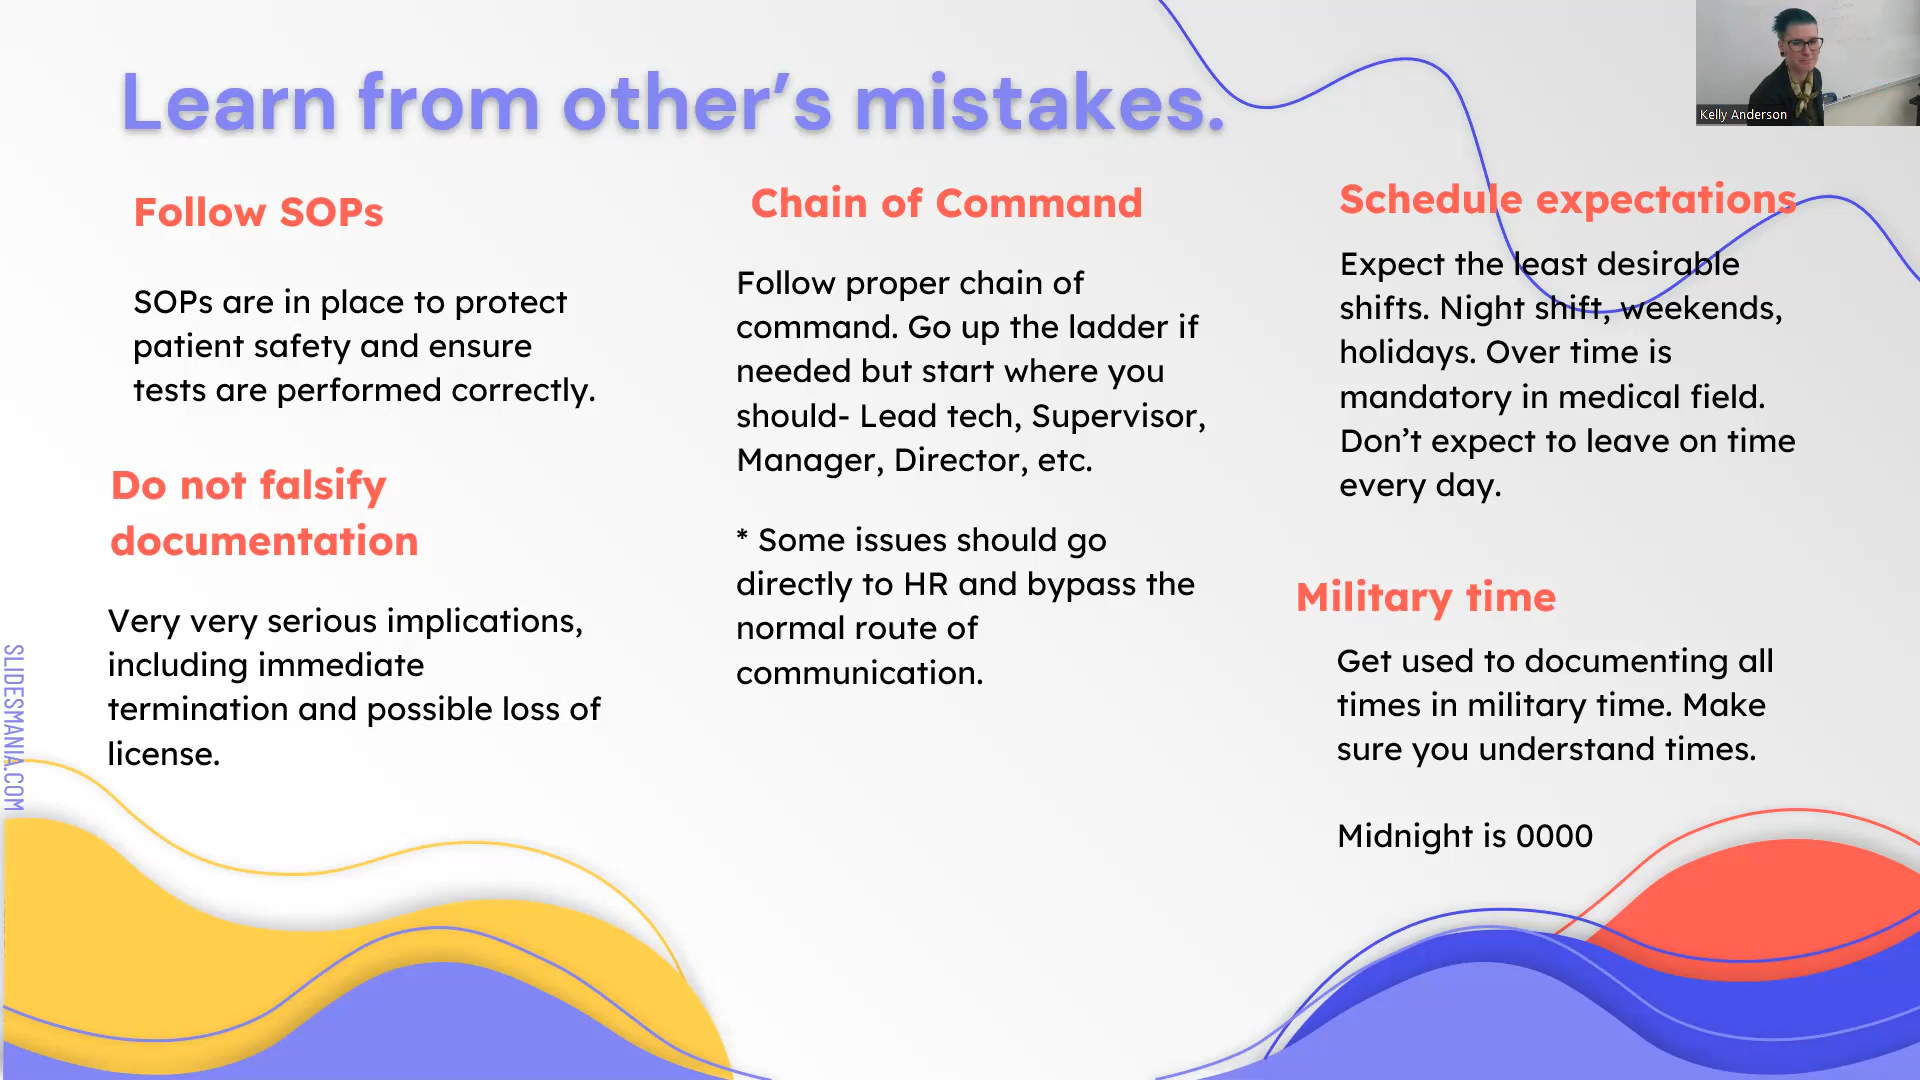 Learn from other’s mistakes.
Kelly Anderson
Follow SOPs
SOPs are in place to protect
patient safety and ensure
tests are performed correctly.
Do not falsify
documentation
Very very serious implications,
including immediate
termination and possible loss of
license.
Chain of Command
Follow proper chain of
command. Go up the ladder if
needed but start where you
should- Lead tech, Supervisor,
Manager, Director, etc.
* Some issues should go
directly to HR and bypass the
normal route of
communication.
Schedule expectations
Expect the least desirable
shifts. Night shift, weekends,
holidays. Over time is
mandatory in medical field.
Don’t expect to leave on time
every day.
Military time
Get used to documenting all
times in military time. Make
sure you understand times.
Midnight is 0000
SLIDESMANIA.COM